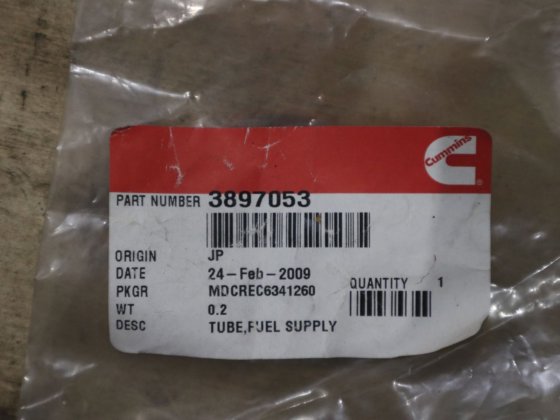 Cummins
PART NUMBER 3897053
ORIGIN JP
DATE 24-Feb-2009
PKGR MDCREC6341260
QUANTITY 1
WT 0.2
DESC TUBE,FUEL SUPPLY